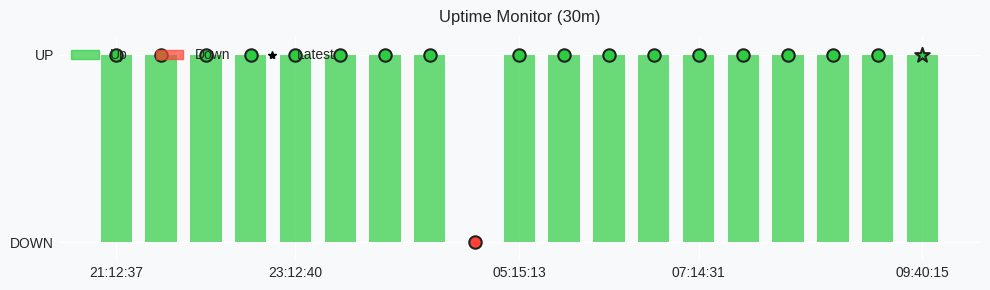 Uptime Monitor (30m)
UP
Up
Down
Latest
DOWN
21:12:37
23:12:40
05:15:13
07:14:31
09:40:15